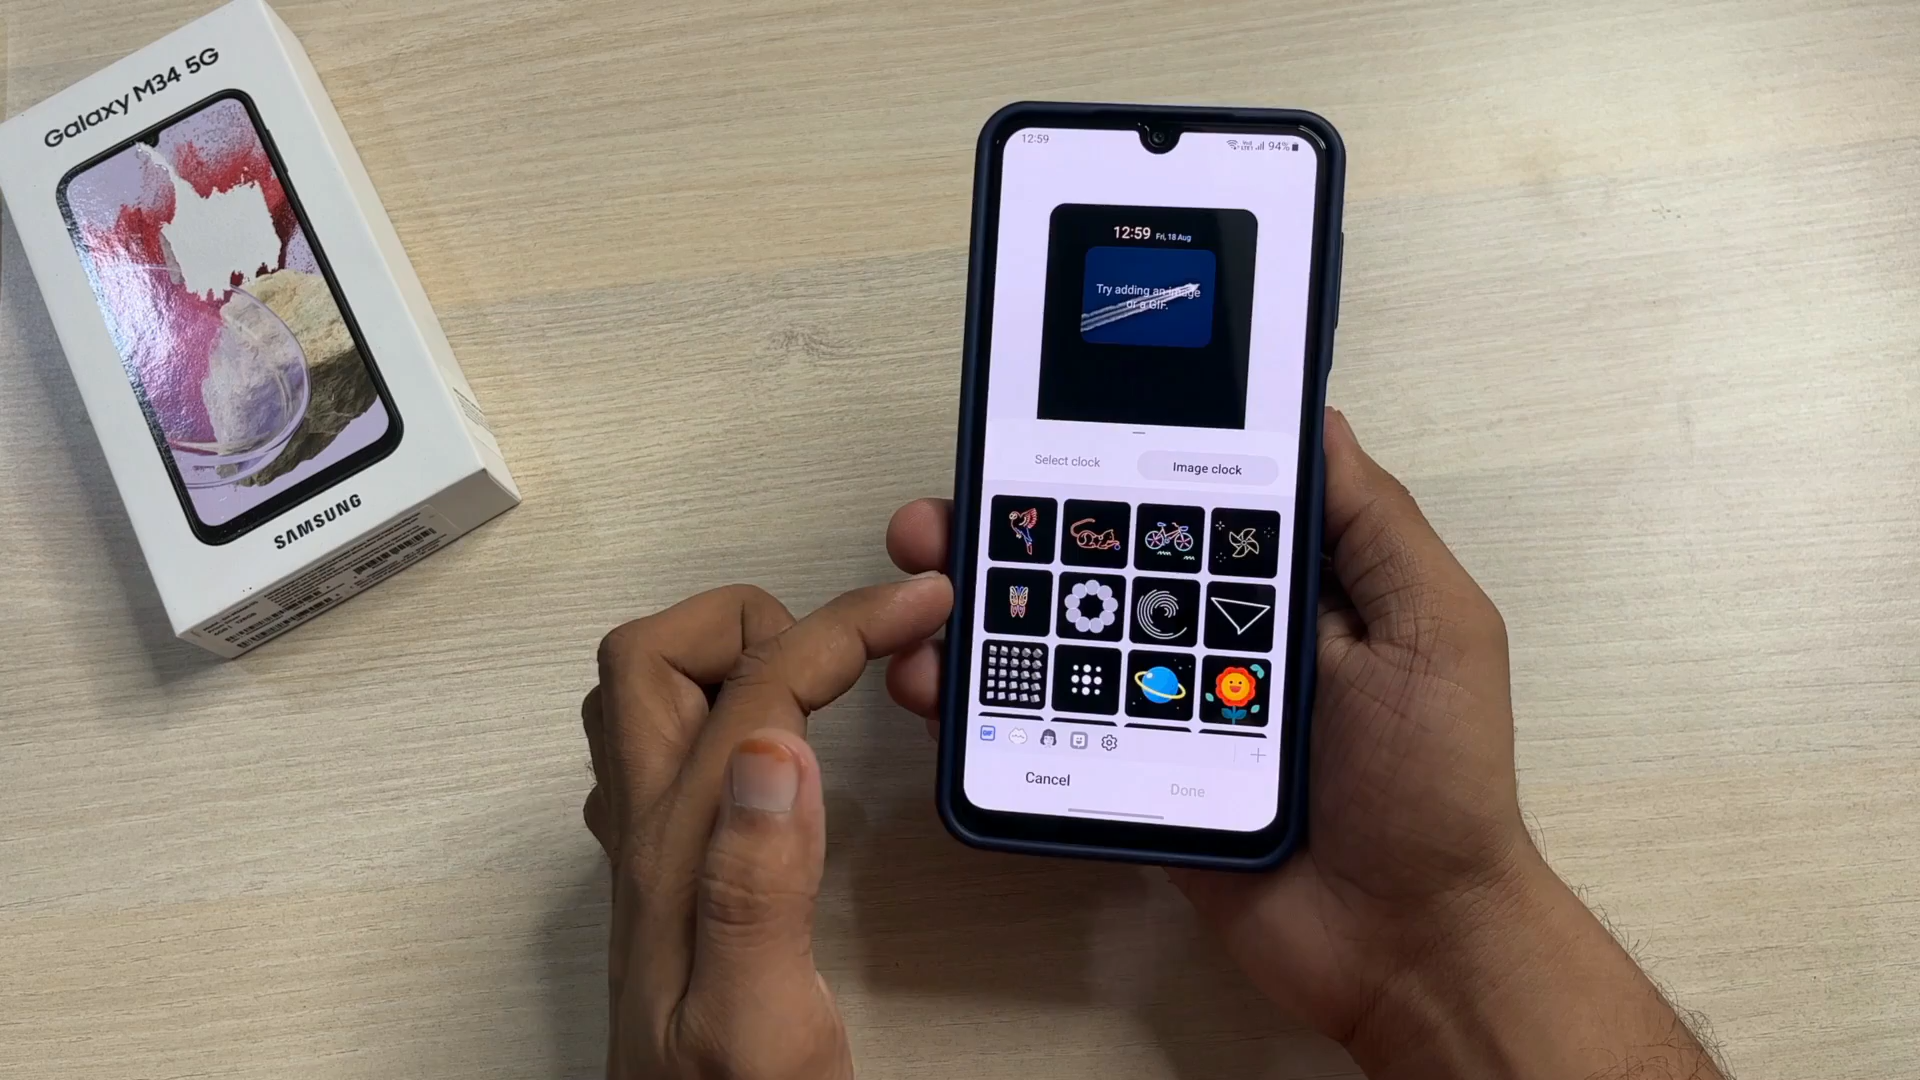 Galaxy M34 5G
SAMSUNG
12:59
94%
12:59 Fri, 18 Aug
Try adding an image
or a GIF.
Select clock
Image clock
GIF
Cancel
Done